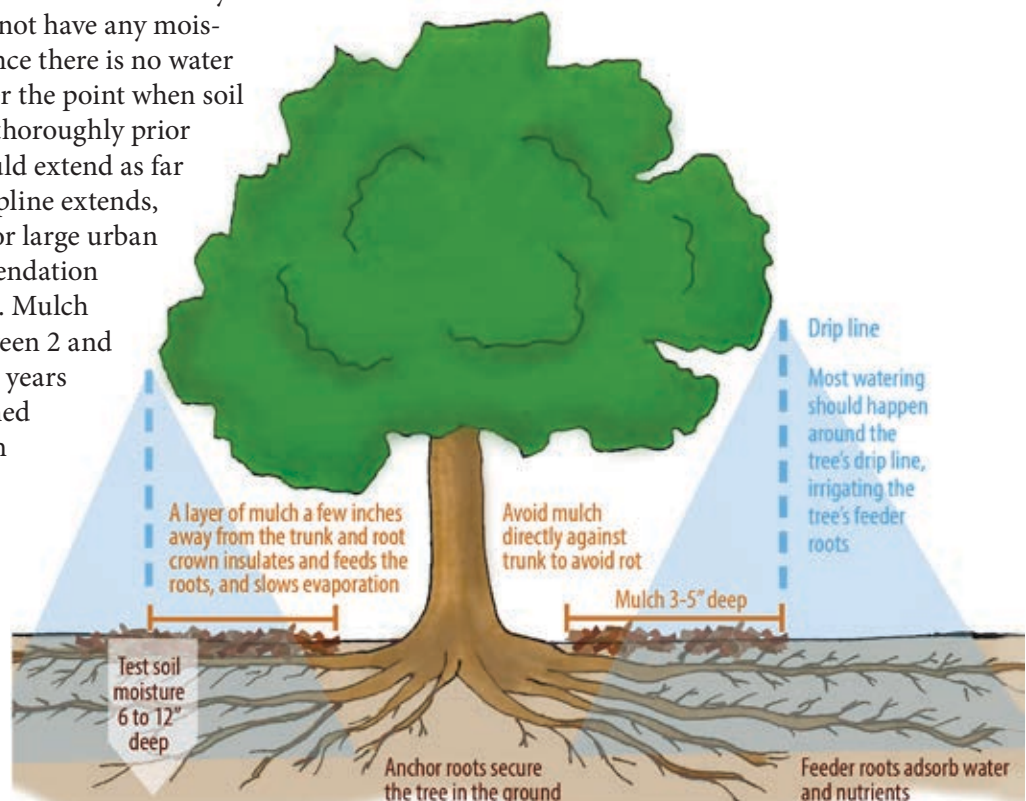 not have any mois-
nce there is no water
r the point when soil
thoroughly prior
uld extend as far
pline extends,
or large urban
endation
. Mulch
een 2 and
years
ned
Drip line
Most watering
should happen
around the
tree's drip line,
irrigating the
tree's feeder
roots
A layer of mulch a few inches
away from the trunk and root
crown insulates and feeds the
roots, and slows evaporation
Avoid mulch
directly against
trunk to avoid rot
Mulch 3-5" deep
Test soil
moisture
6 to 12"
deep
Anchor roots secure
the tree in the ground
Feeder roots adsorb water
and nutrients